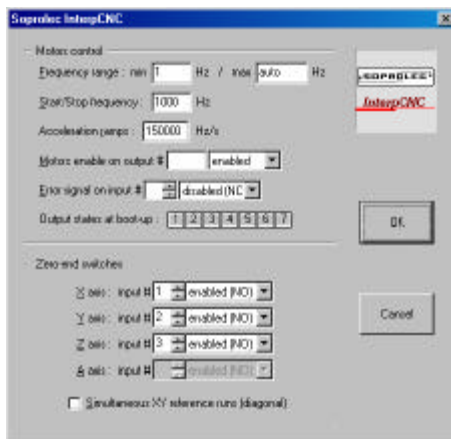 Soprolec InterpCNC
Motors control
Frequency range : min 1 Hz / max auto Hz
Start/Stop frequency : 1000 Hz
Acceleration ramps : 150000 Hz/s
Motors enable on output # enabled
Error signal on input # disabled (NC
Output states at boot-up : 1 2 3 4 5 6 7
Zero-end switches
X axis : input # 1 enabled (NO)
Y axis : input # 2 enabled (NO)
Z axis : input # 3 enabled (NO)
A axis : input # enabled (NO)
Simultaneous XY reference runs (diagonal)
SOPROLEC
InterpCNC
OK
Cancel